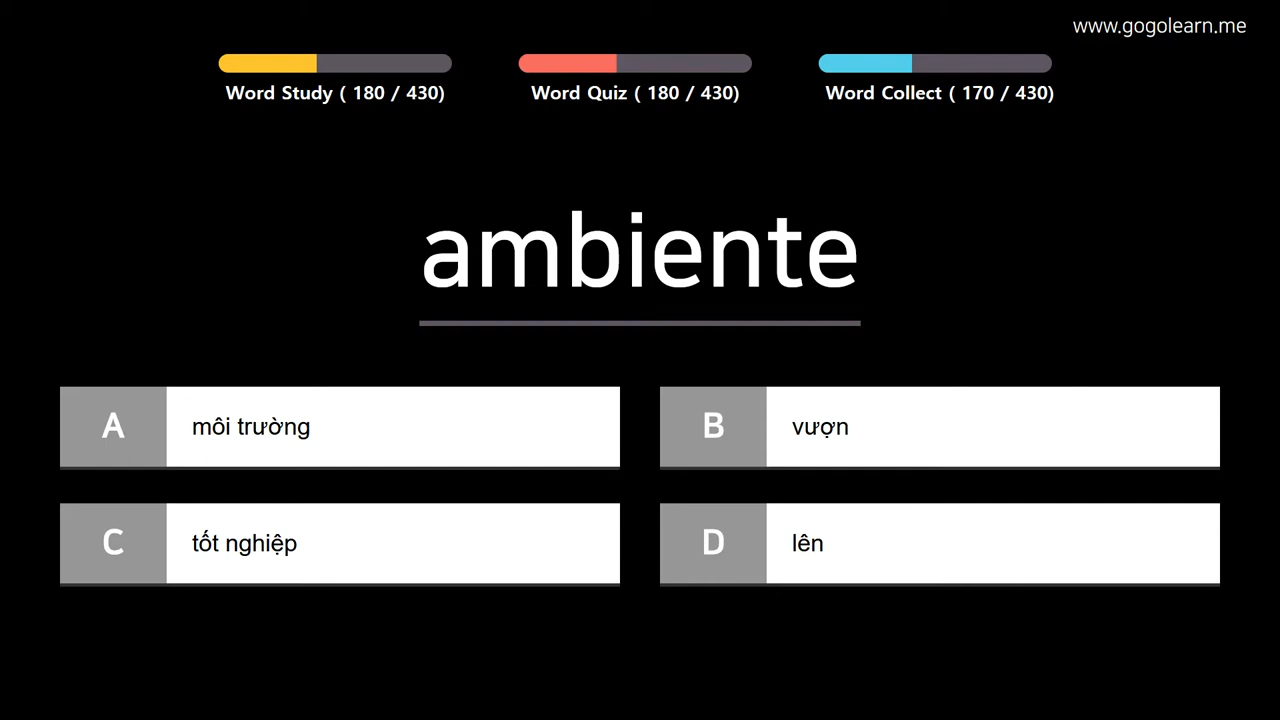 www.gogolearn.me
Word Study ( 180 / 430)
Word Quiz ( 180 / 430)
Word Collect ( 170 / 430)
ambiente
A môi trường
B vượn
C tốt nghiệp
D lên